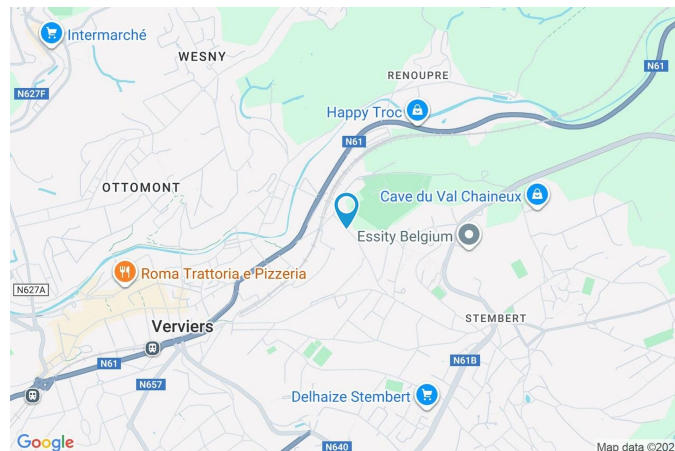 Intermarché
WESNY
RENOUPRE
N61
N627F
Happy Troc
N61
OTTOMONT
Cave du Val Chaineux
Essity Belgium
Roma Trattoria e Pizzeria
N627A
STEMBERT
Verviers
N61
N61B
N657
Delhaize Stembert
Google
N640
Map data ©202